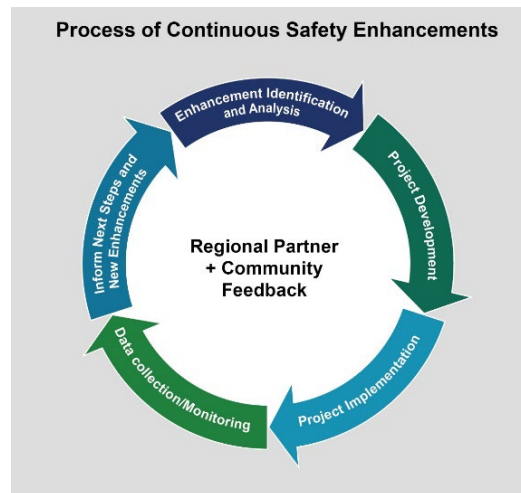 Process of Continuous Safety Enhancements
Enhancement Identification
and Analysis
Project Development
Project Implementation
Data collection/Monitoring
Inform Next Steps and
New Enhancements
Regional Partner
+ Community
Feedback